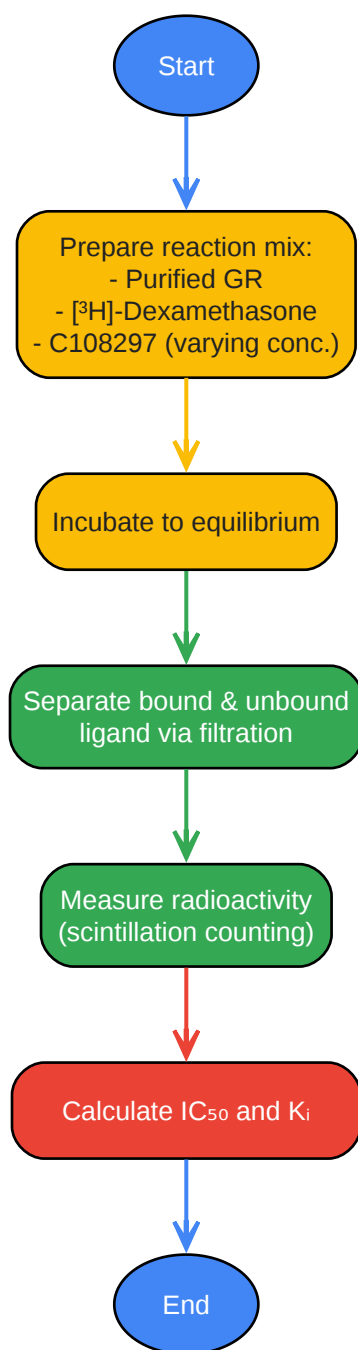 Start
Prepare reaction mix:
- Purified GR
- [³H]-Dexamethasone
- C108297 (varying conc.)
Incubate to equilibrium
Separate bound & unbound
ligand via filtration
Measure radioactivity
(scintillation counting)
Calculate IC₅₀ and Kᵢ
End